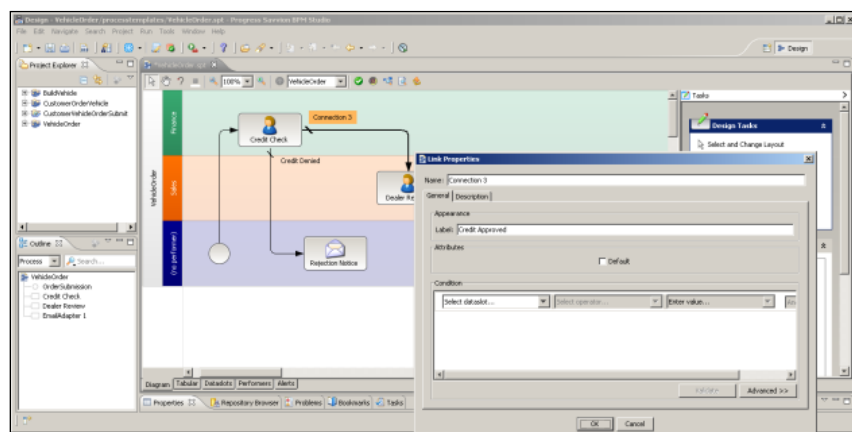 Design - VehicleOrder/processtemplates/VehicleOrder.spt - Progress Savvion BPM Studio
File Edit Navigate Search Project Run Tools Window Help
Design
Project Explorer
BuildVehicle
CustomerOrderVehicle
CustomerVehicleOrderSubmit
VehicleOrder
100%
VehicleOrder
Finance
Connection 3
Credit Check
Credit Denied
VehicleOrder
Sales
Dealer Re
(no performer)
Rejection Notice
Tasks
Design Tasks
Select and Change Layout
Outline
Process
Search...
VehicleOrder
OrderSubmission
Credit Check
Dealer Review
EmailAdapter 1
Link Properties
Name: Connection 3
General Description
Appearance
Label: Credit Approved
Attributes
Default
Condition
Select dataslot... Select operator... Enter value...
Validate Advanced >>
OK Cancel
Diagram Tabular Dataslots Performers Alerts
Properties Repository Browser Problems Bookmarks Tasks